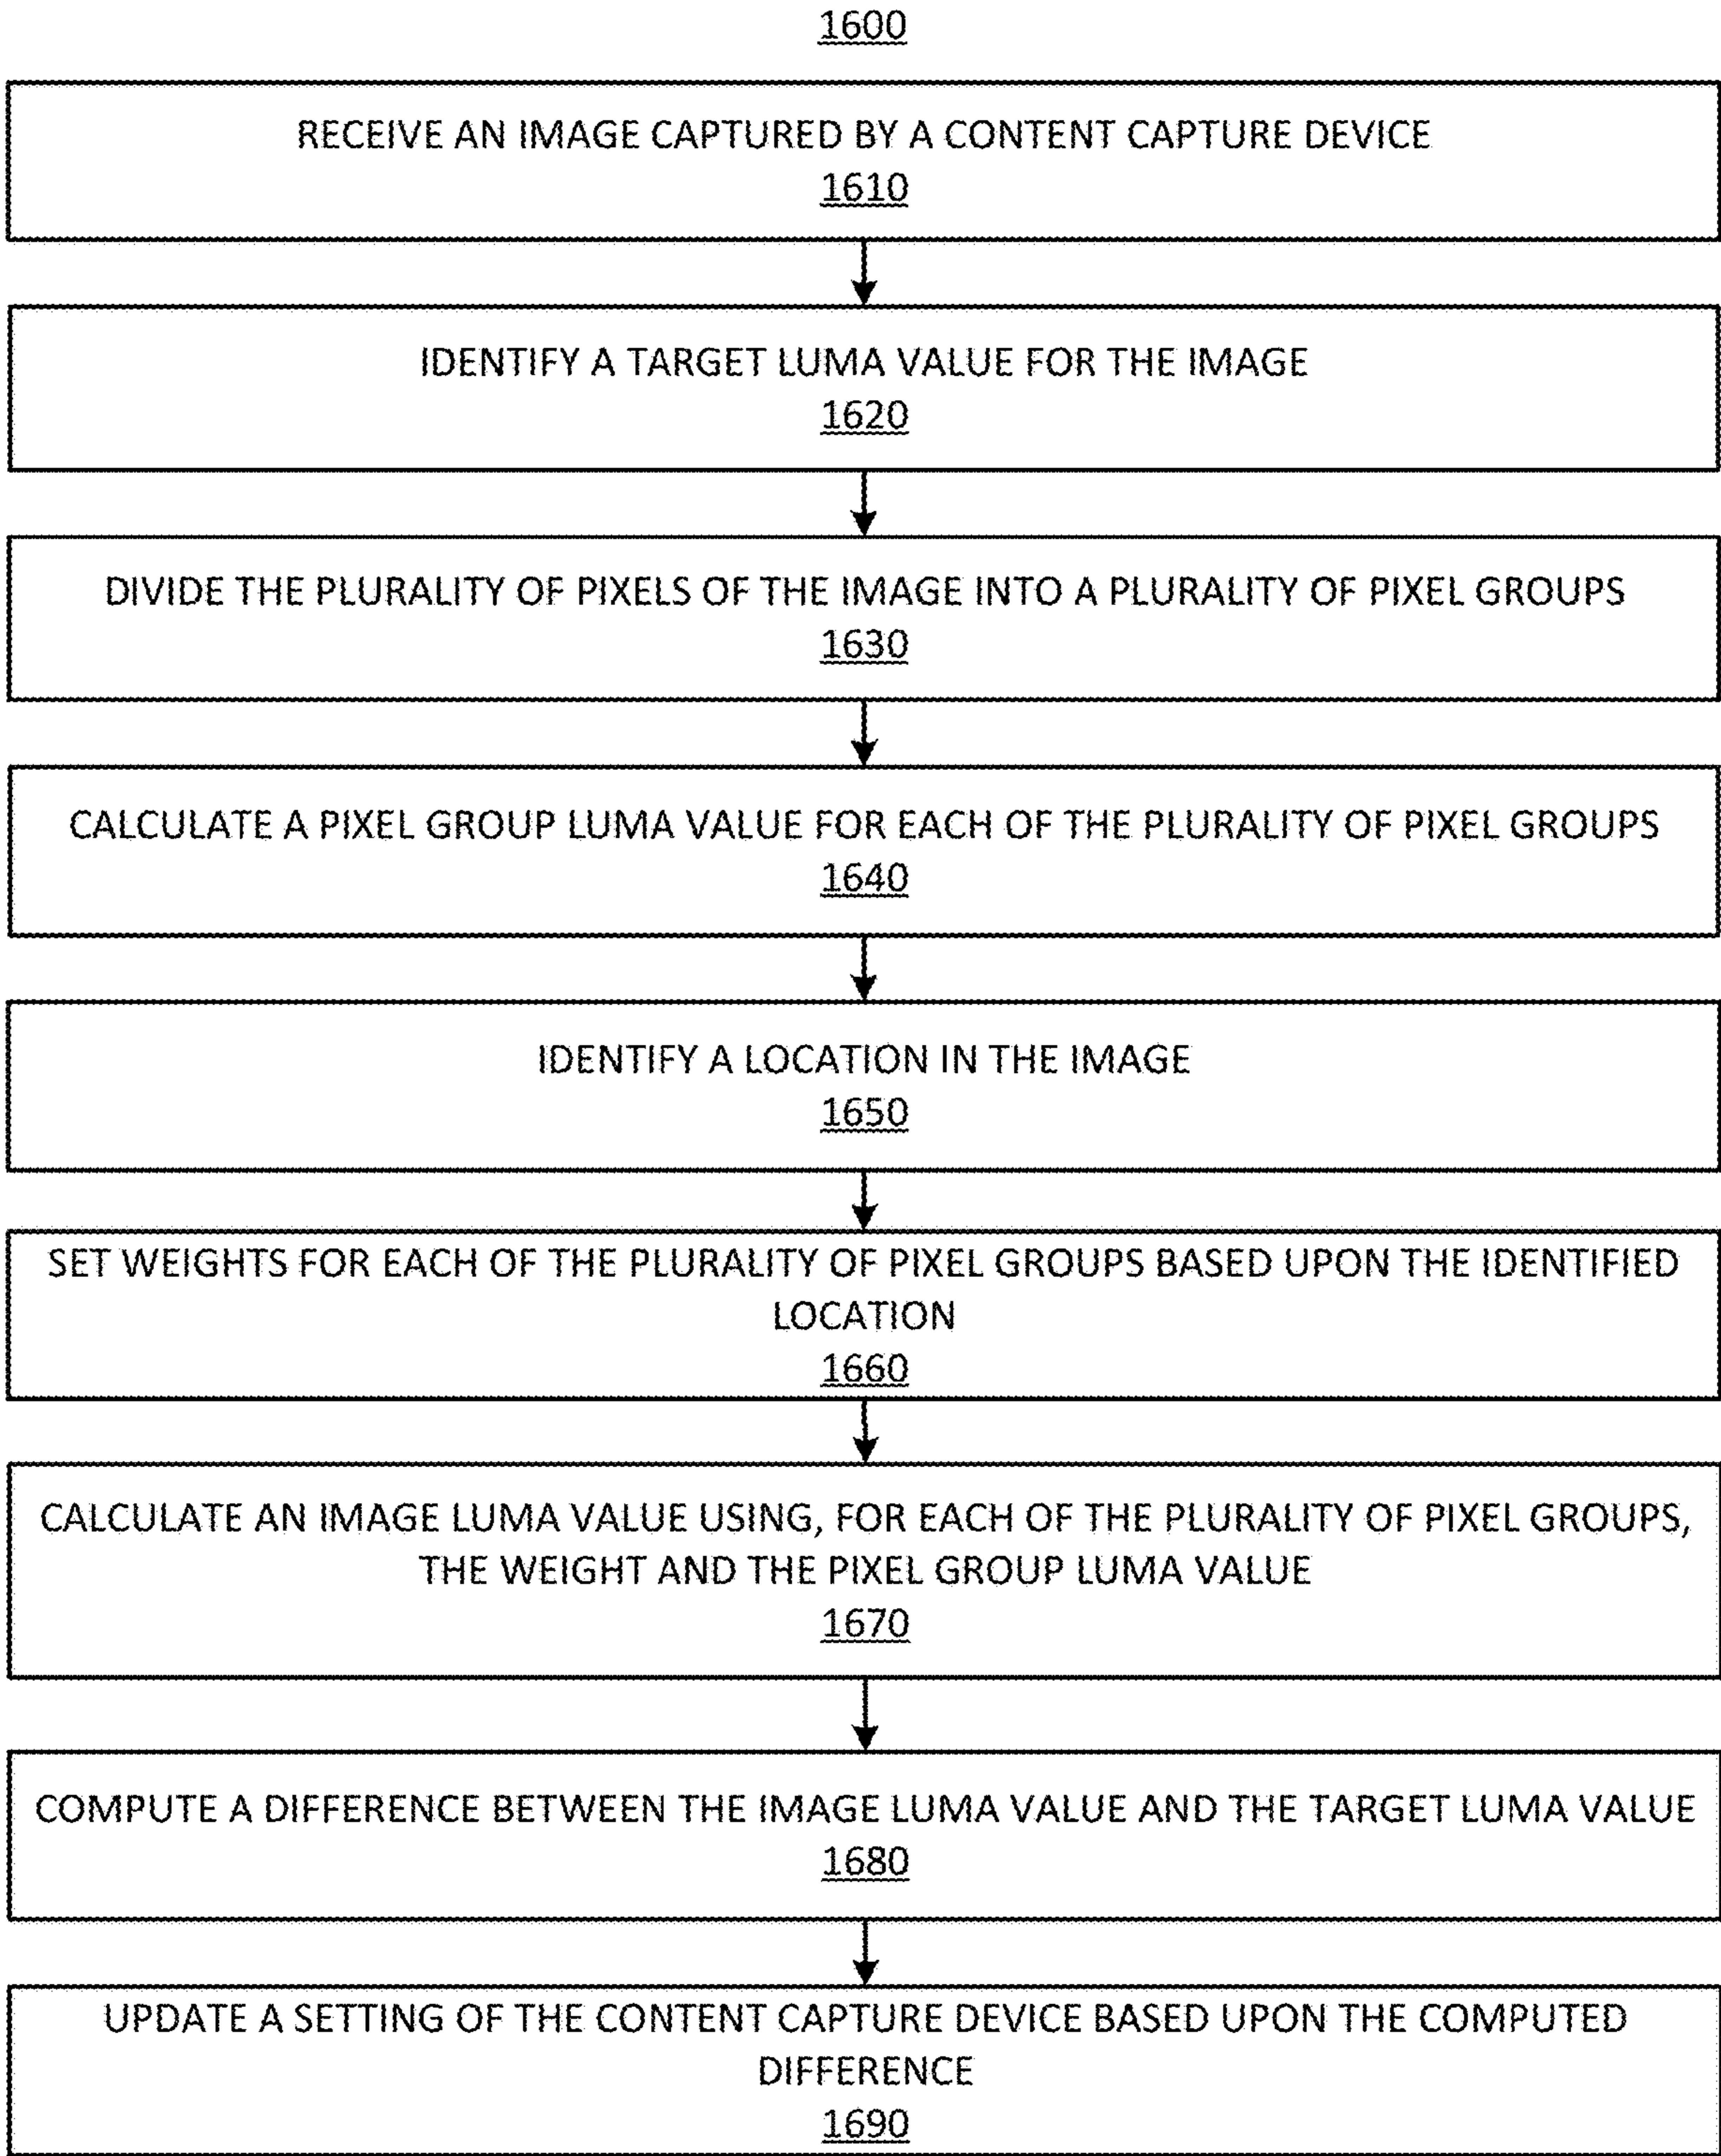 1600
RECEIVE AN IMAGE CAPTURED BY A CONTENT CAPTURE DEVICE
1610
IDENTIFY A TARGET LUMA VALUE FOR THE IMAGE
1620
DIVIDE THE PLURALITY OF PIXELS OF THE IMAGE INTO A PLURALITY OF PIXEL GROUPS
1630
CALCULATE A PIXEL GROUP LUMA VALUE FOR EACH OF THE PLURALITY OF PIXEL GROUPS
1640
IDENTIFY A LOCATION IN THE IMAGE
1650
SET WEIGHTS FOR EACH OF THE PLURALITY OF PIXEL GROUPS BASED UPON THE IDENTIFIED
LOCATION
1660
CALCULATE AN IMAGE LUMA VALUE USING, FOR EACH OF THE PLURALITY OF PIXEL GROUPS,
THE WEIGHT AND THE PIXEL GROUP LUMA VALUE
1670
COMPUTE A DIFFERENCE BETWEEN THE IMAGE LUMA VALUE AND THE TARGET LUMA VALUE
1680
UPDATE A SETTING OF THE CONTENT CAPTURE DEVICE BASED UPON THE COMPUTED
DIFFERENCE
1690